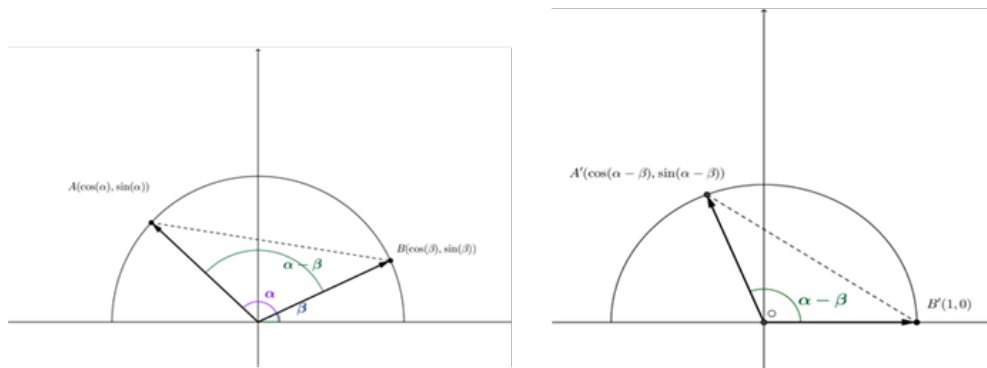 A(cos(α), sin(α))
B(cos(β), sin(β))
α − β
α
β
A′(cos(α − β), sin(α − β))
α − β
O
B′(1, 0)